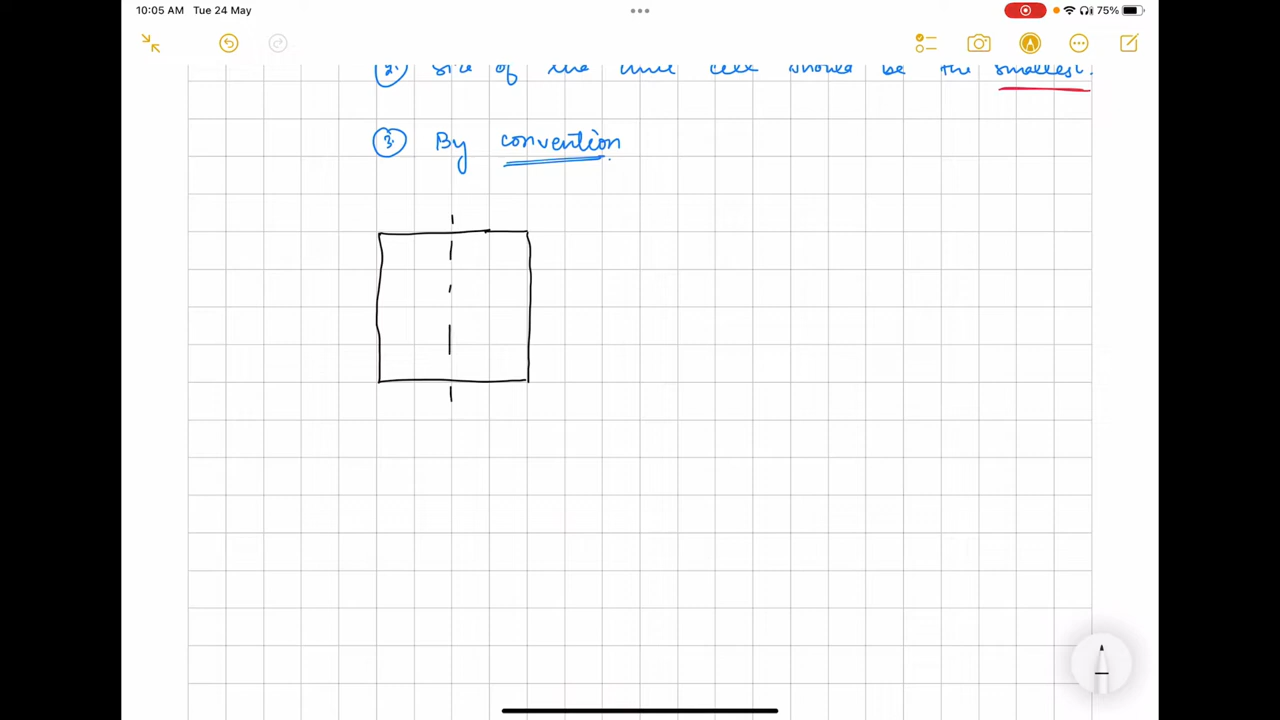 10:05 AM Tue 24 May
75%
2. Size of the unit cell should be the smallest.
3. By convention